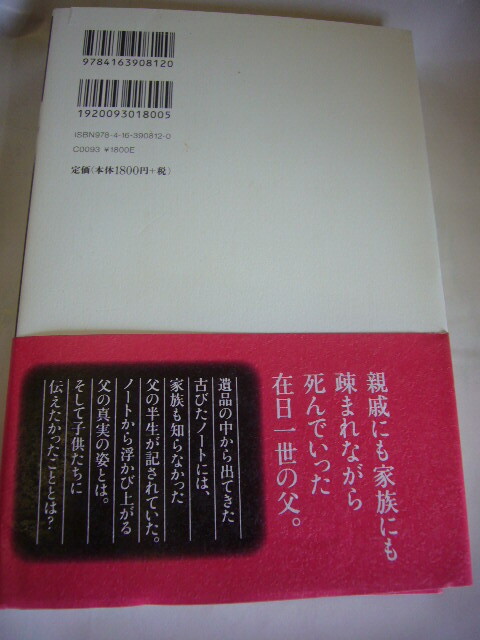 9784163908120
1920093018005
ISBN978-4-16-390812-0
C0093 ¥1800E
定価(本体1800円+税)
親戚にも家族にも
疎まれながら
死んでいった
在日一世の父。
遺品の中から出てきた
古びたノートには、
家族も知らなかった
父の半生が記されていた。
ノートから浮かび上がる
父の真実の姿とは。
そして子供たちに
伝えたかったこととは?